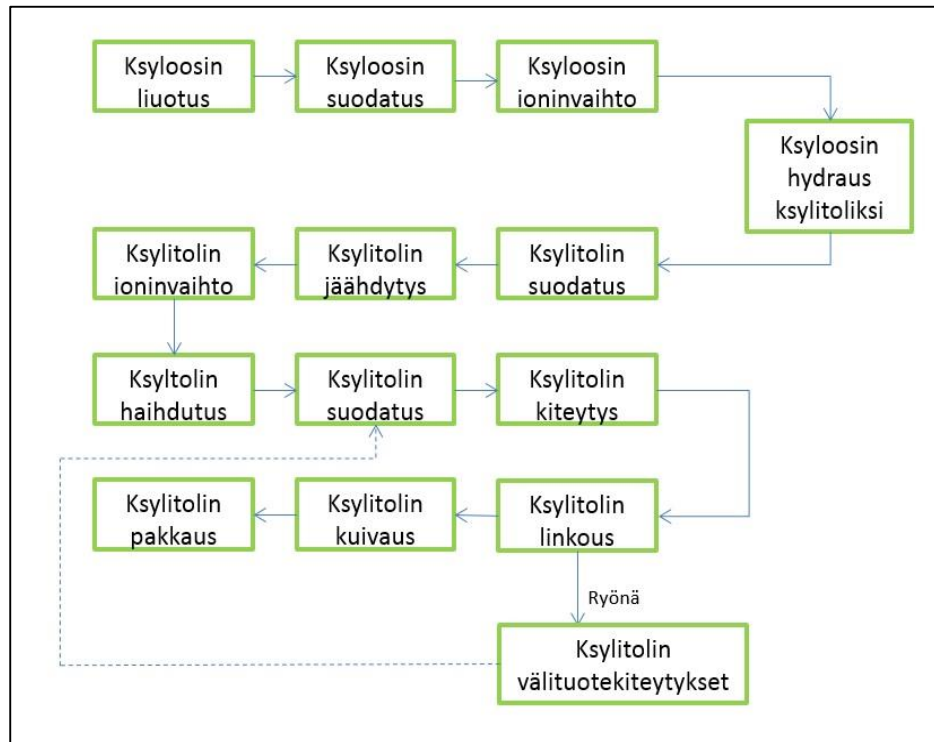 Ksyloosin
liuotus
Ksyloosin
suodatus
Ksyloosin
ioninvaihto
Ksyloosin
hydraus
ksylitoliksi
Ksylitolin
suodatus
Ksylitolin
jäähdytys
Ksylitolin
ioninvaihto
Ksyltolin
haihdutus
Ksylitolin
suodatus
Ksylitolin
kiteytys
Ksylitolin
linkous
Ksylitolin
kuivaus
Ksylitolin
pakkaus
Ryönä
Ksylitolin
välituotekiteytykset